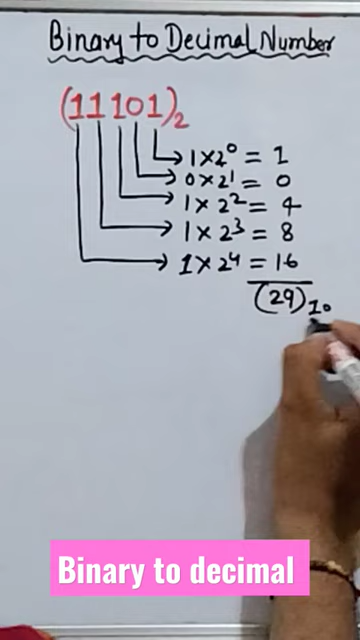 Binary to Decimal Number
(11101)₂
1×2⁰ = 1
0×2¹ = 0
1×2² = 4
1×2³ = 8
1×2⁴ = 16
(29)₁₀
Binary to decimal